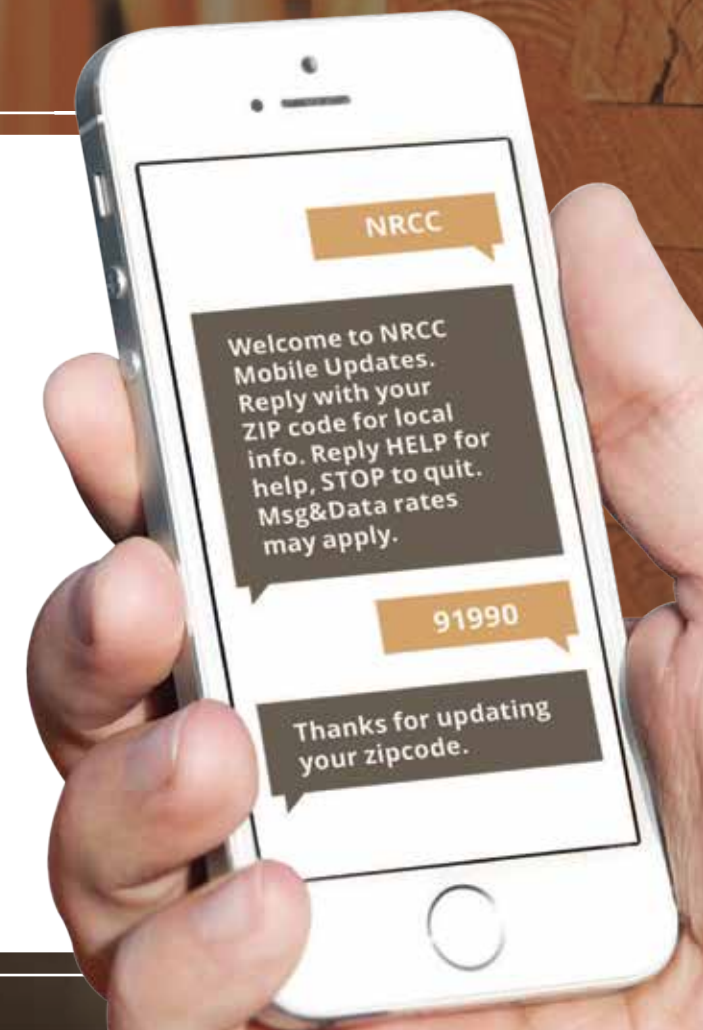 NRCC
Welcome to NRCC
Mobile Updates.
Reply with your
ZIP code for local
info. Reply HELP for
help, STOP to quit.
Msg&Data rates
may apply.
91990
Thanks for updating
your zipcode.